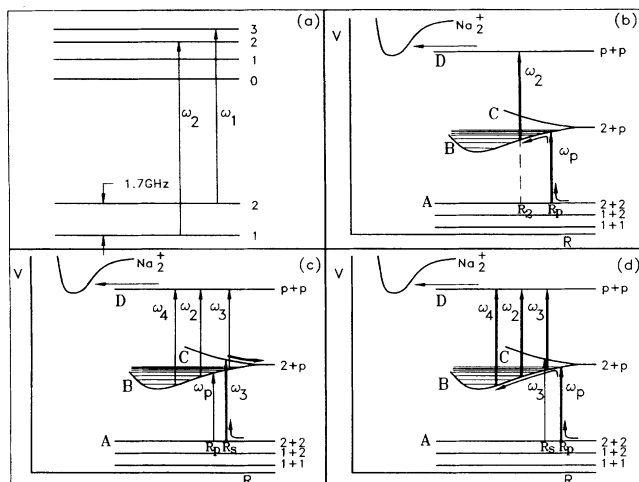 (a)
3
2
1
0
ω2
ω1
1.7GHz
2
1
(b)
V
Na2+
D
p+p
ω2
C
2+p
B
ωp
A
2+2
1+2
1+1
R2
Rp
R
(c)
V
Na2+
D
p+p
ω4
ω2
ω3
C
2+p
B
ωp
ω3
A
2+2
1+2
1+1
Rp
Rs
R
(d)
V
Na2+
D
p+p
ω4
ω2
ω3
C
2+p
B
ω3
ωp
A
2+2
1+2
1+1
Rs
Rp
R